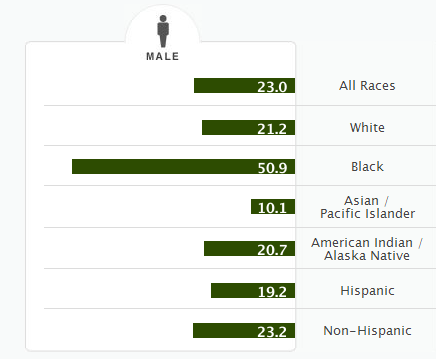 MALE
23.0 All Races
21.2 White
50.9 Black
10.1 Asian /
Pacific Islander
20.7 American Indian /
Alaska Native
19.2 Hispanic
23.2 Non-Hispanic